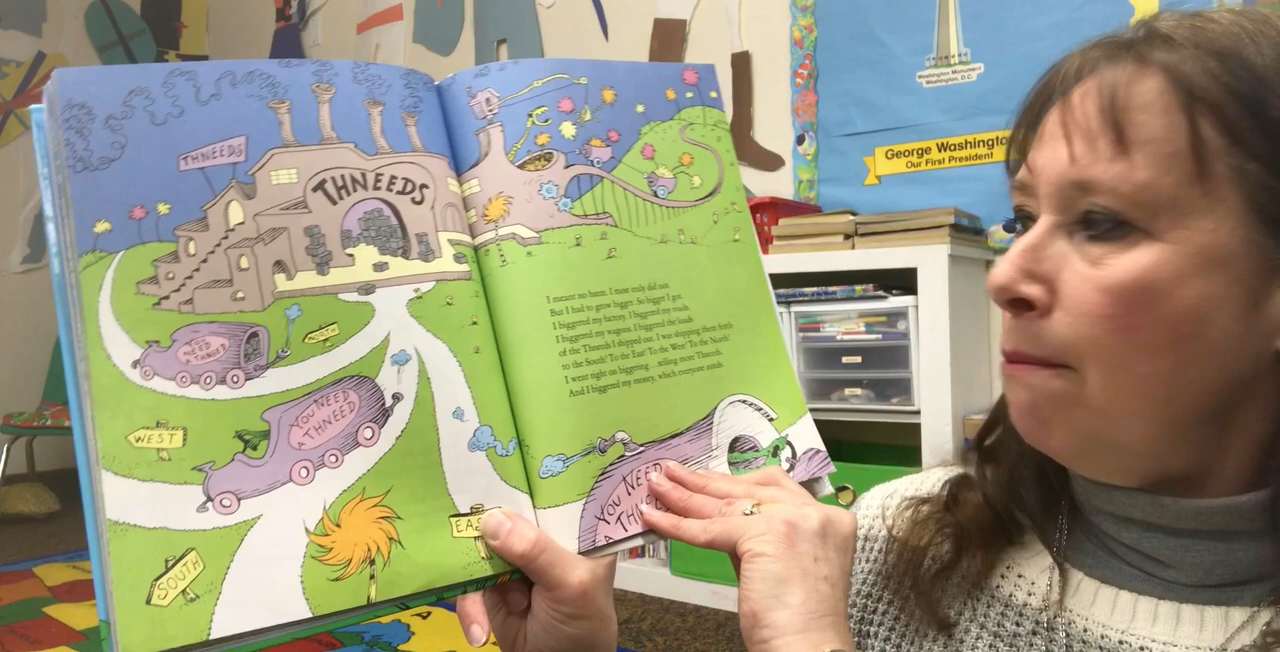 THNEEDS
THNEEDS
YOU
NEED
A THNEED
NORTH
WEST
YOU NEED
A THNEED
SOUTH
EAS
I meant no harm. I most truly did not.
But I had to grow bigger. So bigger I got.
I biggered my factory. I biggered my roads.
I biggered my wagons. I biggered the loads
of the Thneeds I shipped out. I was shipping them forth
to the South! To the East! To the West! To the North!
I went right on biggering . . . selling more Thneeds.
And I biggered my money, which everyone needs.
YOU NEED
A
Washington Monument
Washington, D.C.
George Washingto
Our First President